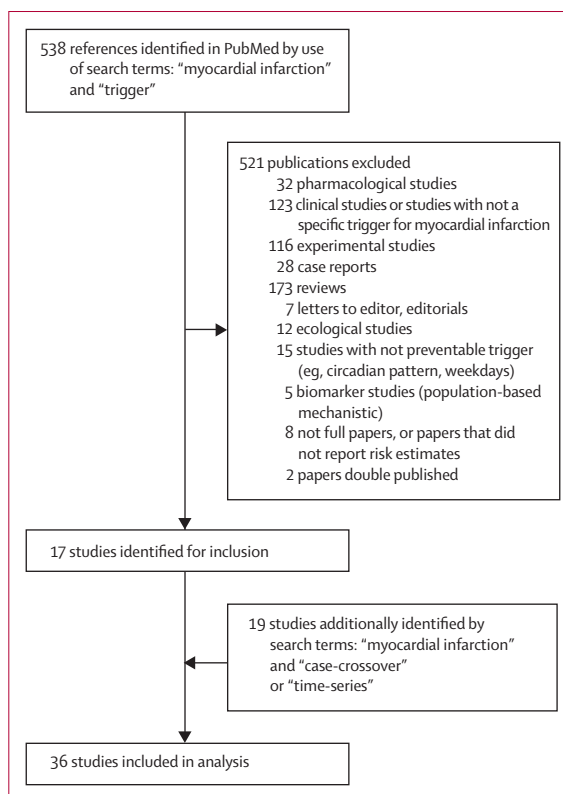 538 references identified in PubMed by use
of search terms: “myocardial infarction”
and “trigger”
521 publications excluded
32 pharmacological studies
123 clinical studies or studies with not a
specific trigger for myocardial infarction
116 experimental studies
28 case reports
173 reviews
7 letters to editor, editorials
12 ecological studies
15 studies with not preventable trigger
(eg, circadian pattern, weekdays)
5 biomarker studies (population-based
mechanistic)
8 not full papers, or papers that did
not report risk estimates
2 papers double published
17 studies identified for inclusion
19 studies additionally identified by
search terms: “myocardial infarction”
and “case-crossover”
or “time-series”
36 studies included in analysis